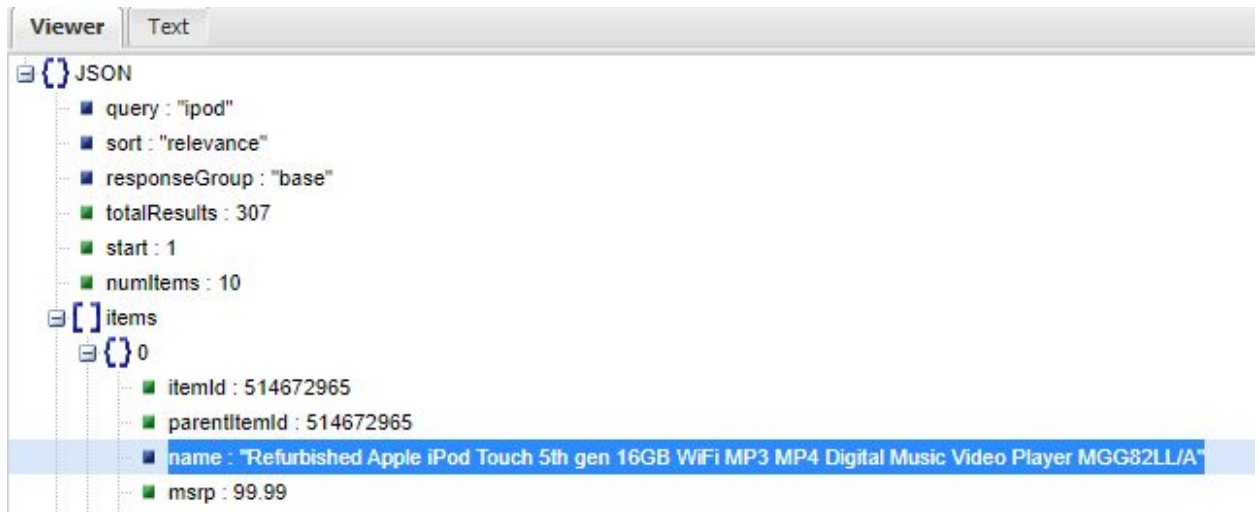 Viewer Text
{} JSON
query : "ipod"
sort : "relevance"
responseGroup : "base"
totalResults : 307
start : 1
numItems : 10
[] items
{} 0
itemId : 514672965
parentItemId : 514672965
name : "Refurbished Apple iPod Touch 5th gen 16GB WiFi MP3 MP4 Digital Music Video Player MGG82LL/A"
msrp : 99.99